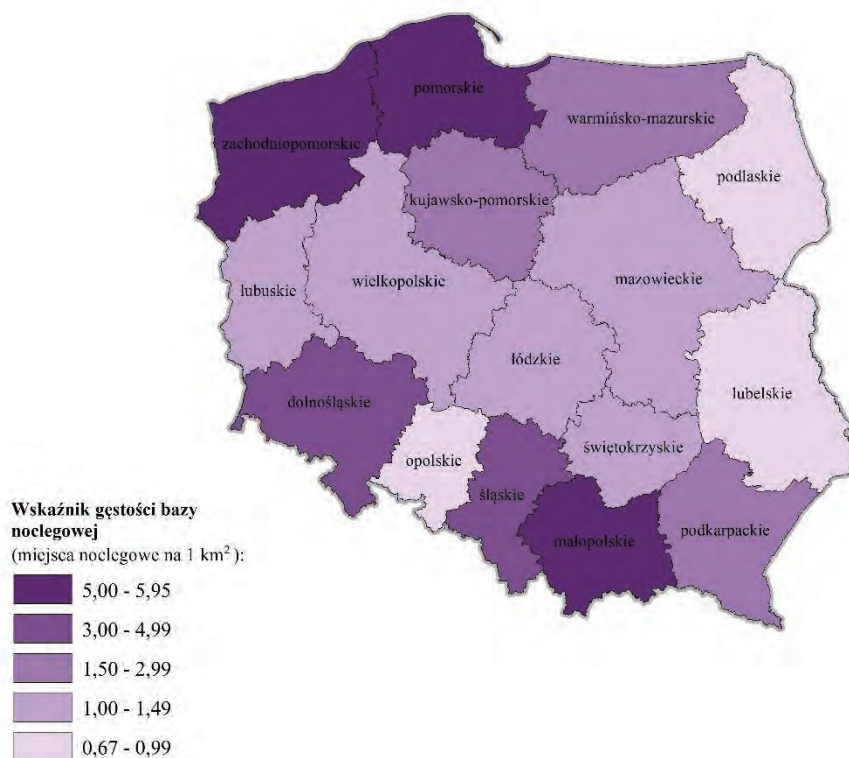 pomorskie
warmińsko-mazurskie
zachodniopomorskie
podlaskie
kujawsko-pomorskie
lubuskie
wielkopolskie
mazowieckie
łódzkie
dolnośląskie
lubelskie
opolskie
świętokrzyskie
śląskie
małopolskie
podkarpackie
Wskaźnik gęstości bazy
noclegowej
(miejsca noclegowe na 1 km²):
5,00 - 5,95
3,00 - 4,99
1,50 - 2,99
1,00 - 1,49
0,67 - 0,99